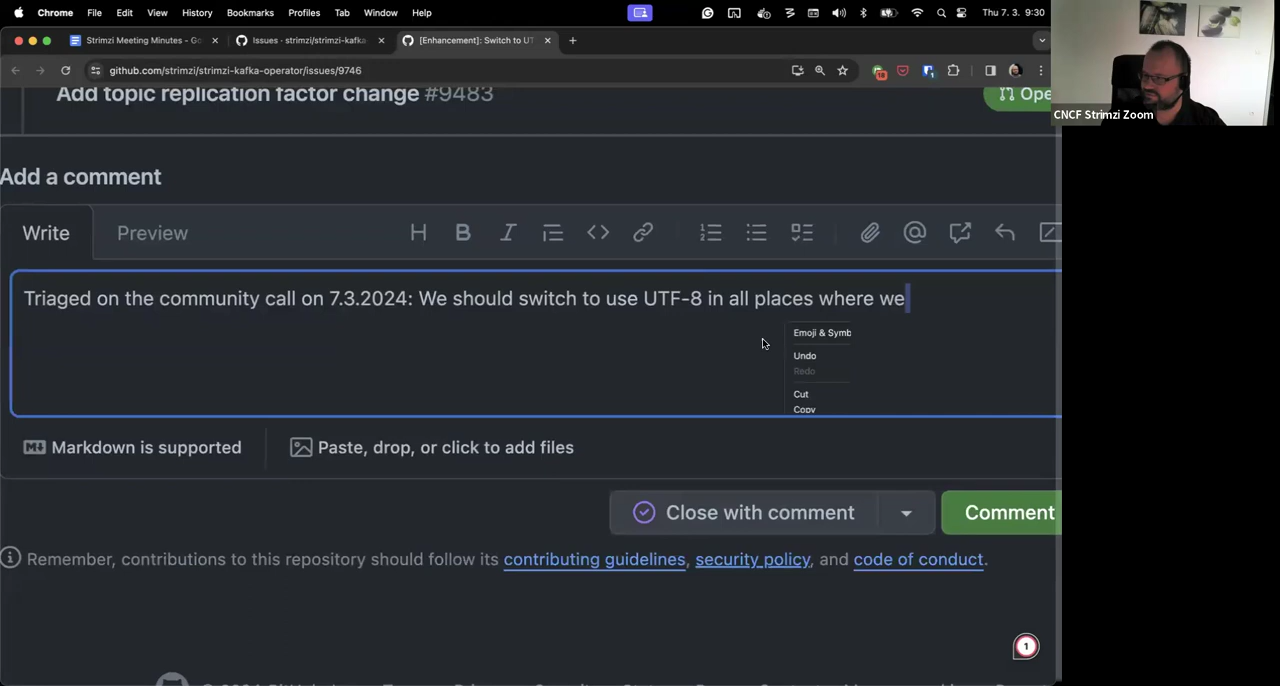 Chrome File Edit View History Bookmarks Profiles Tab Window Help Thu 7. 3. 9:30
Strimzi Meeting Minutes - Go Issues · strimzi/strimzi-kafka [Enhancement]: Switch to UT
github.com/strimzi/strimzi-kafka-operator/issues/9746 18
Add topic replication factor change #9483 Ope
CNCF Strimzi Zoom
Add a comment
Write Preview H B I
Triaged on the community call on 7.3.2024: We should switch to use UTF-8 in all places where we
Emoji & Symb
Undo
Redo
Cut
Copy
Markdown is supported Paste, drop, or click to add files
Close with comment Comment
Remember, contributions to this repository should follow its contributing guidelines, security policy, and code of conduct.
1